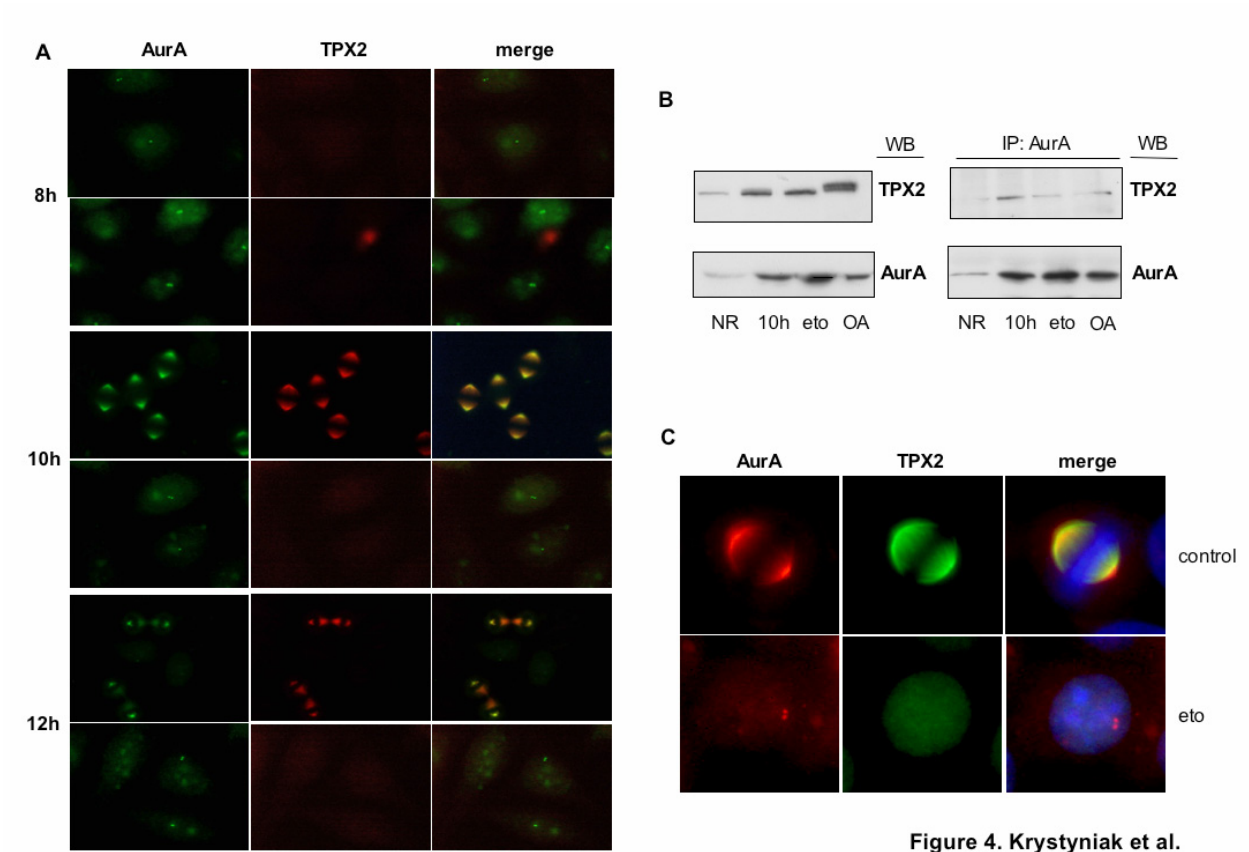 A
AurA TPX2 merge
8h
10h
12h
B
WB IP: AurA WB
TPX2 TPX2
AurA AurA
NR 10h eto OA NR 10h eto OA
C
AurA TPX2 merge
control
eto
Figure 4. Krystyniak et al.